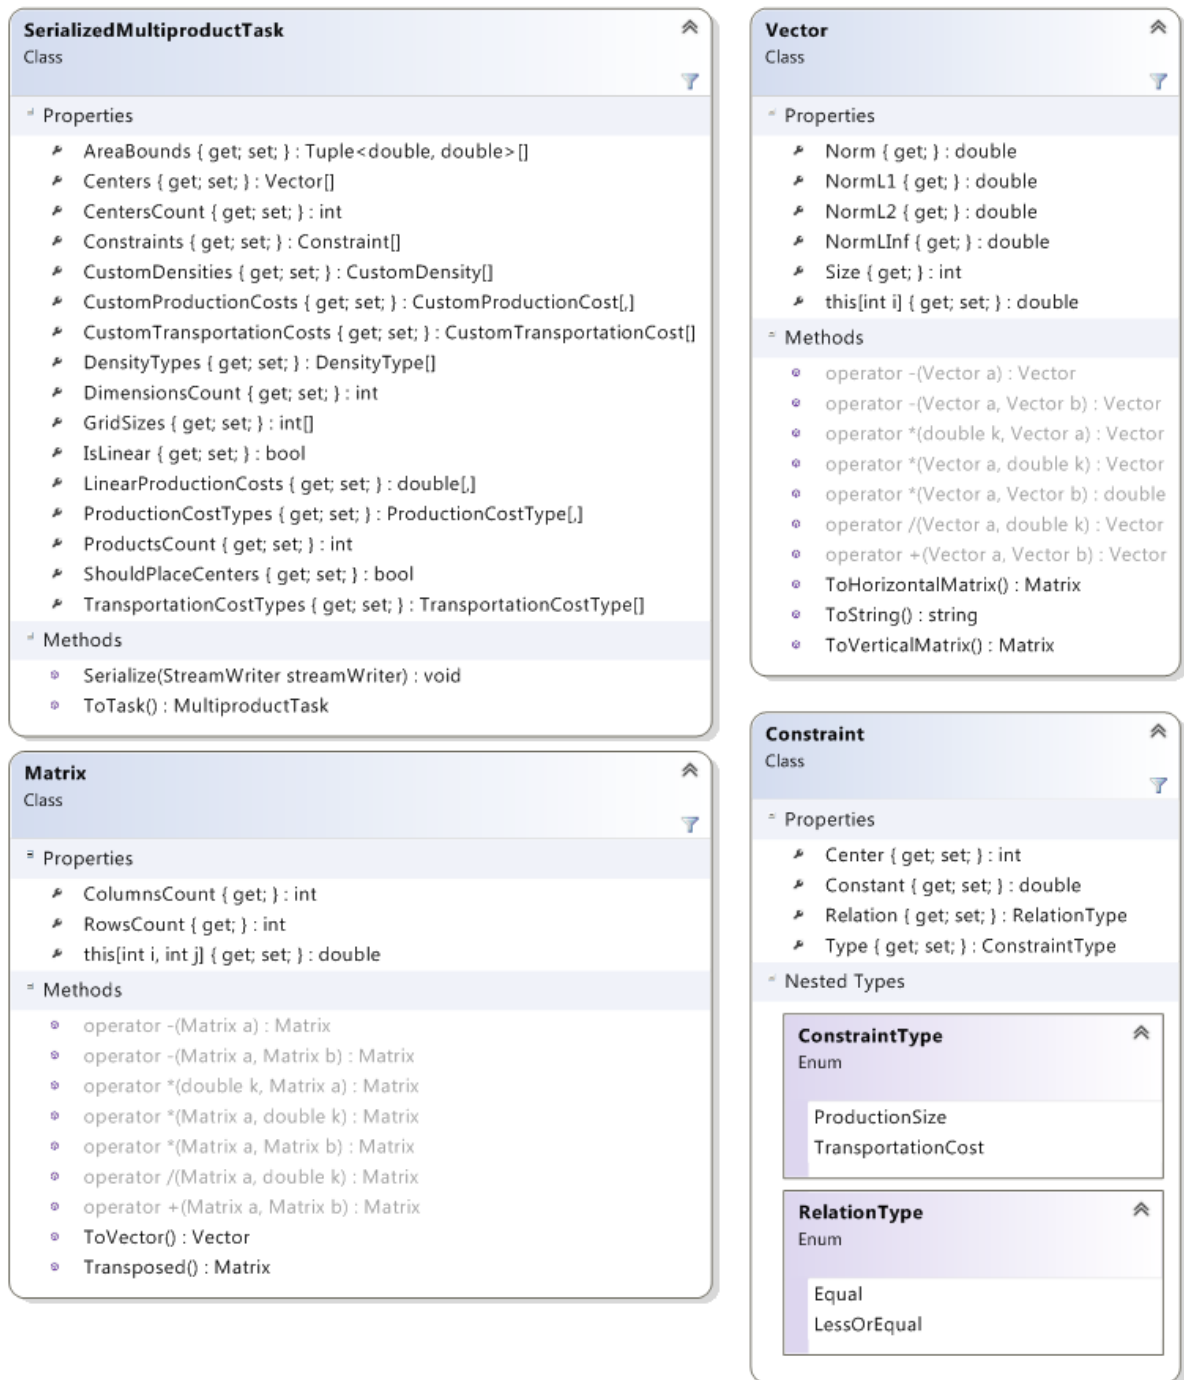 SerializedMultiproductTask
Class
Properties
AreaBounds { get; set; } : Tuple<double, double>[]
Centers { get; set; } : Vector[]
CentersCount { get; set; } : int
Constraints { get; set; } : Constraint[]
CustomDensities { get; set; } : CustomDensity[]
CustomProductionCosts { get; set; } : CustomProductionCost[,]
CustomTransportationCosts { get; set; } : CustomTransportationCost[]
DensityTypes { get; set; } : DensityType[]
DimensionsCount { get; set; } : int
GridSizes { get; set; } : int[]
IsLinear { get; set; } : bool
LinearProductionCosts { get; set; } : double[,]
ProductionCostTypes { get; set; } : ProductionCostType[,]
ProductsCount { get; set; } : int
ShouldPlaceCenters { get; set; } : bool
TransportationCostTypes { get; set; } : TransportationCostType[]
Methods
Serialize(StreamWriter streamWriter) : void
ToTask() : MultiproductTask
Matrix
Class
Properties
ColumnsCount { get; } : int
RowsCount { get; } : int
this[int i, int j] { get; set; } : double
Methods
operator -(Matrix a) : Matrix
operator -(Matrix a, Matrix b) : Matrix
operator *(double k, Matrix a) : Matrix
operator *(Matrix a, double k) : Matrix
operator *(Matrix a, Matrix b) : Matrix
operator /(Matrix a, double k) : Matrix
operator +(Matrix a, Matrix b) : Matrix
ToVector() : Vector
Transposed() : Matrix
Vector
Class
Properties
Norm { get; } : double
NormL1 { get; } : double
NormL2 { get; } : double
NormLInf { get; } : double
Size { get; } : int
this[int i] { get; set; } : double
Methods
operator -(Vector a) : Vector
operator -(Vector a, Vector b) : Vector
operator *(double k, Vector a) : Vector
operator *(Vector a, double k) : Vector
operator *(Vector a, Vector b) : double
operator /(Vector a, double k) : Vector
operator +(Vector a, Vector b) : Vector
ToHorizontalMatrix() : Matrix
ToString() : string
ToVerticalMatrix() : Matrix
Constraint
Class
Properties
Center { get; set; } : int
Constant { get; set; } : double
Relation { get; set; } : RelationType
Type { get; set; } : ConstraintType
Nested Types
ConstraintType
Enum
ProductionSize
TransportationCost
RelationType
Enum
Equal
LessOrEqual